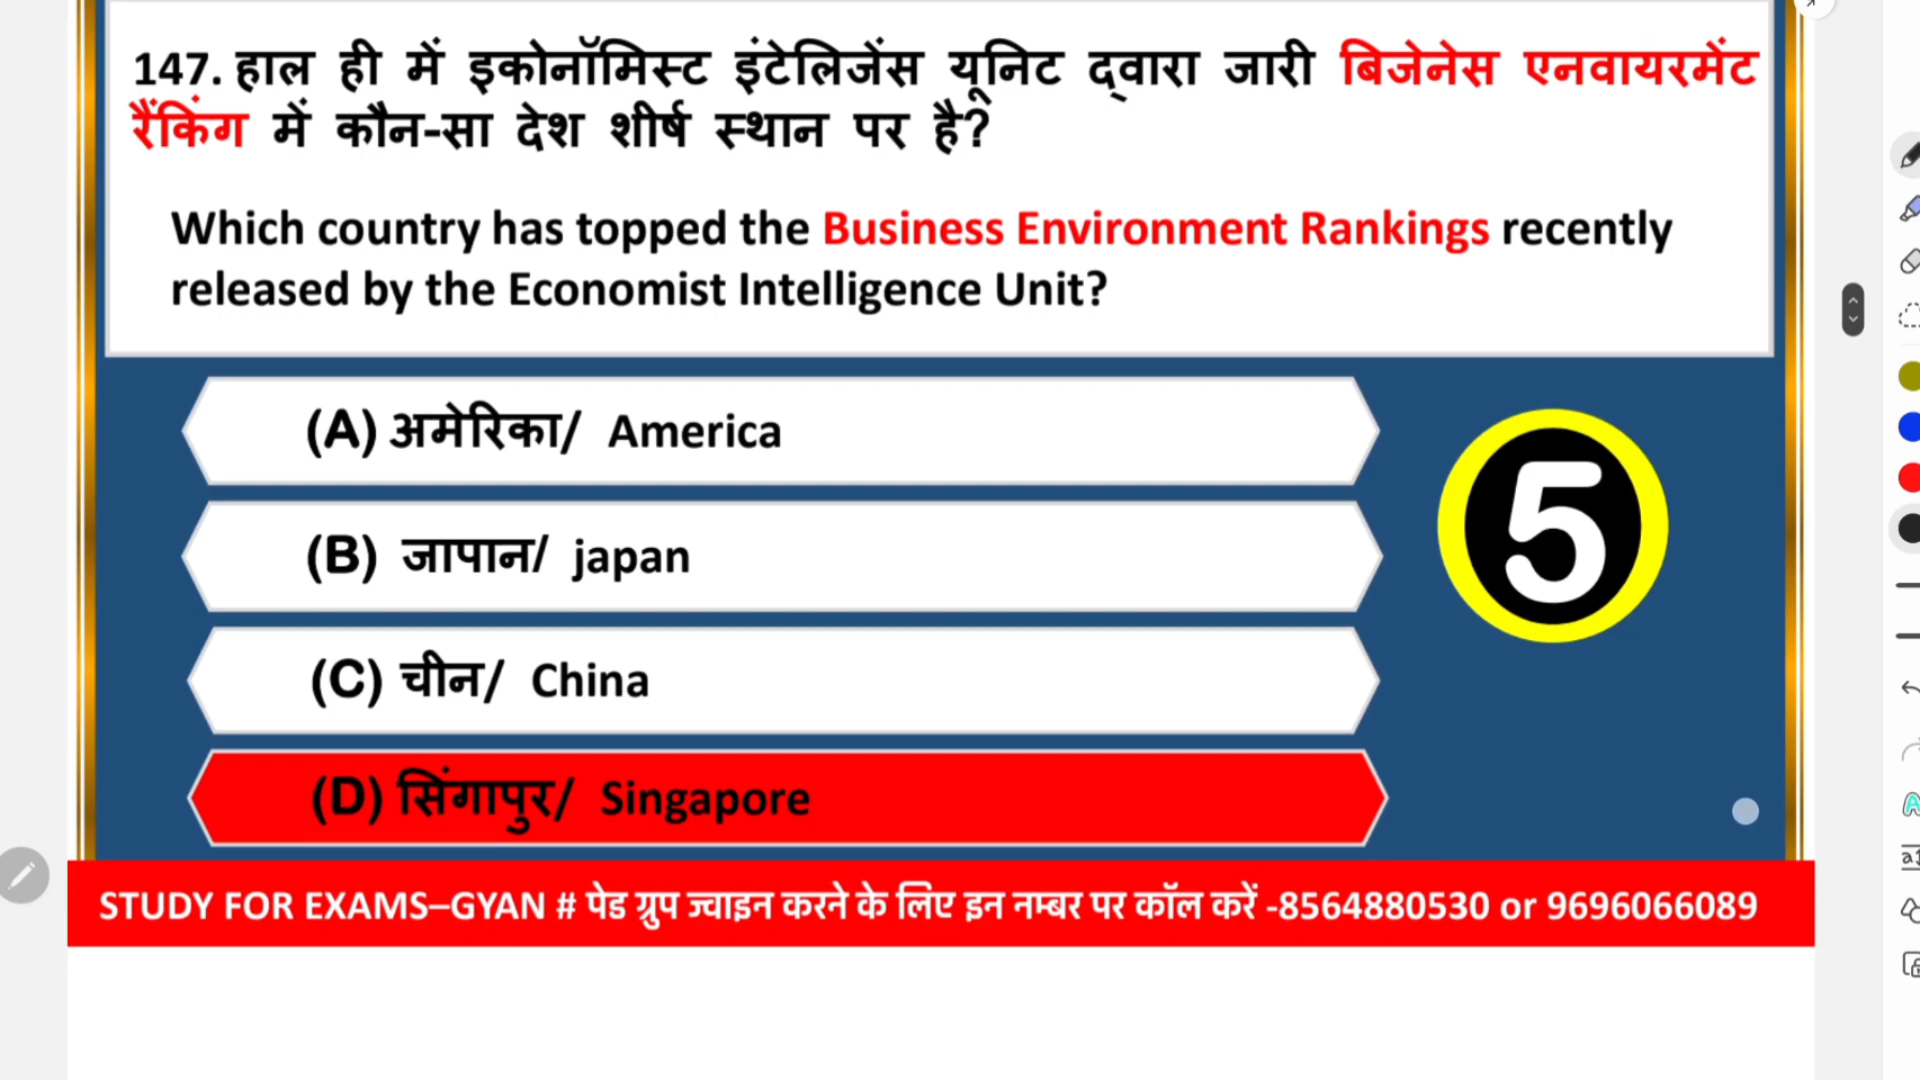 147. हाल ही में इकोनॉमिस्ट इंटेलिजेंस यूनिट द्वारा जारी बिजेनेस एनवायरमेंट
रैंकिंग में कौन-सा देश शीर्ष स्थान पर है?
Which country has topped the Business Environment Rankings recently
released by the Economist Intelligence Unit?
(A) अमेरिका/ America
(B) जापान/ japan
(C) चीन/ China
(D) सिंगापुर/ Singapore
5
STUDY FOR EXAMS–GYAN # पेड ग्रुप ज्वाइन करने के लिए इन नम्बर पर कॉल करें -8564880530 or 9696066089